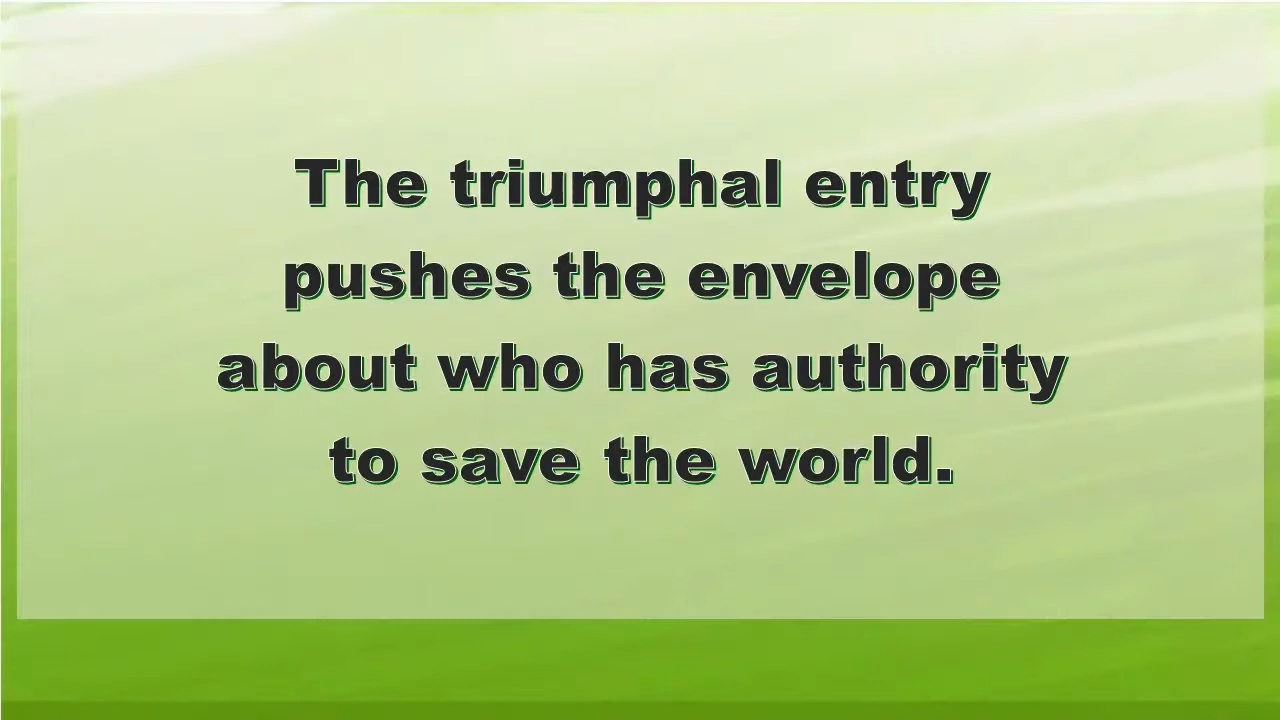 The triumphal entry
pushes the envelope
about who has authority
to save the world.